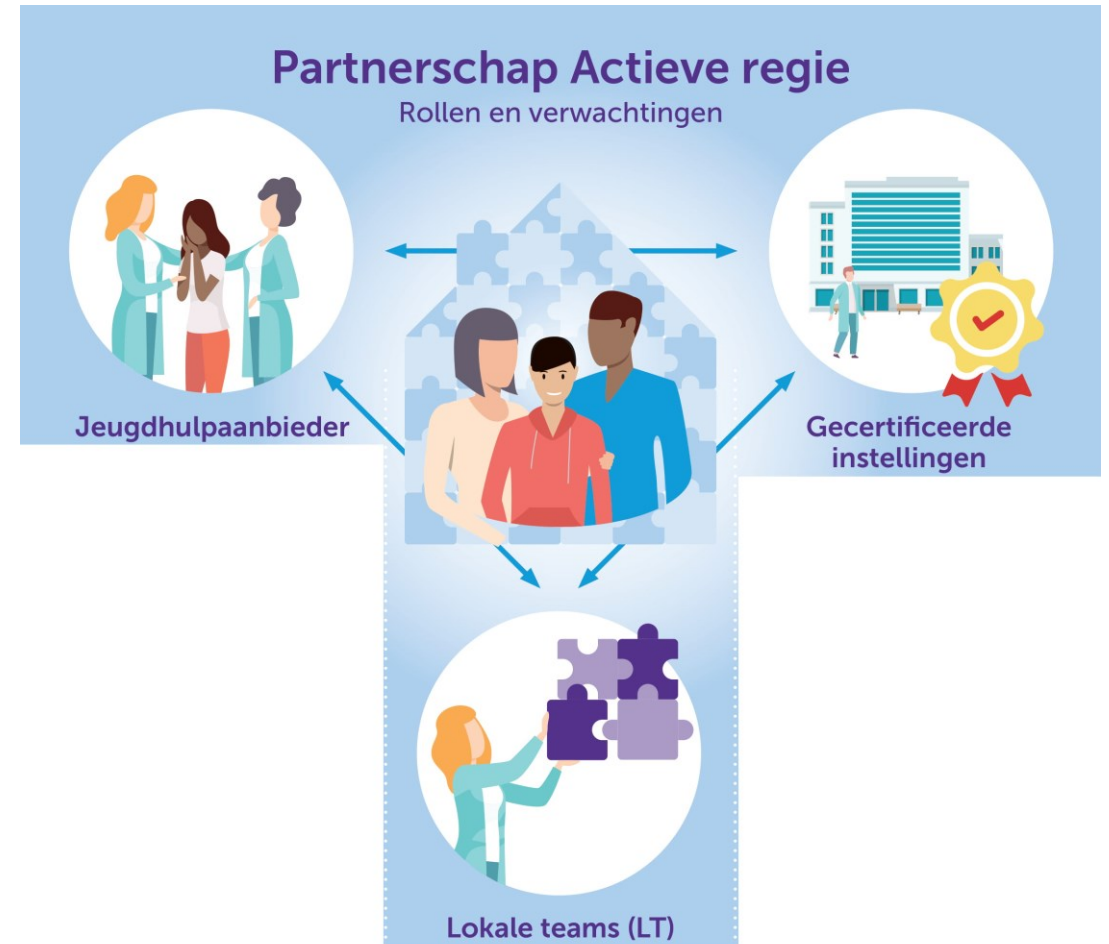 Partnerschap Actieve regie
Rollen en verwachtingen
Jeugdhulpaanbieder
Gecertificeerde
instellingen
Lokale teams (LT)